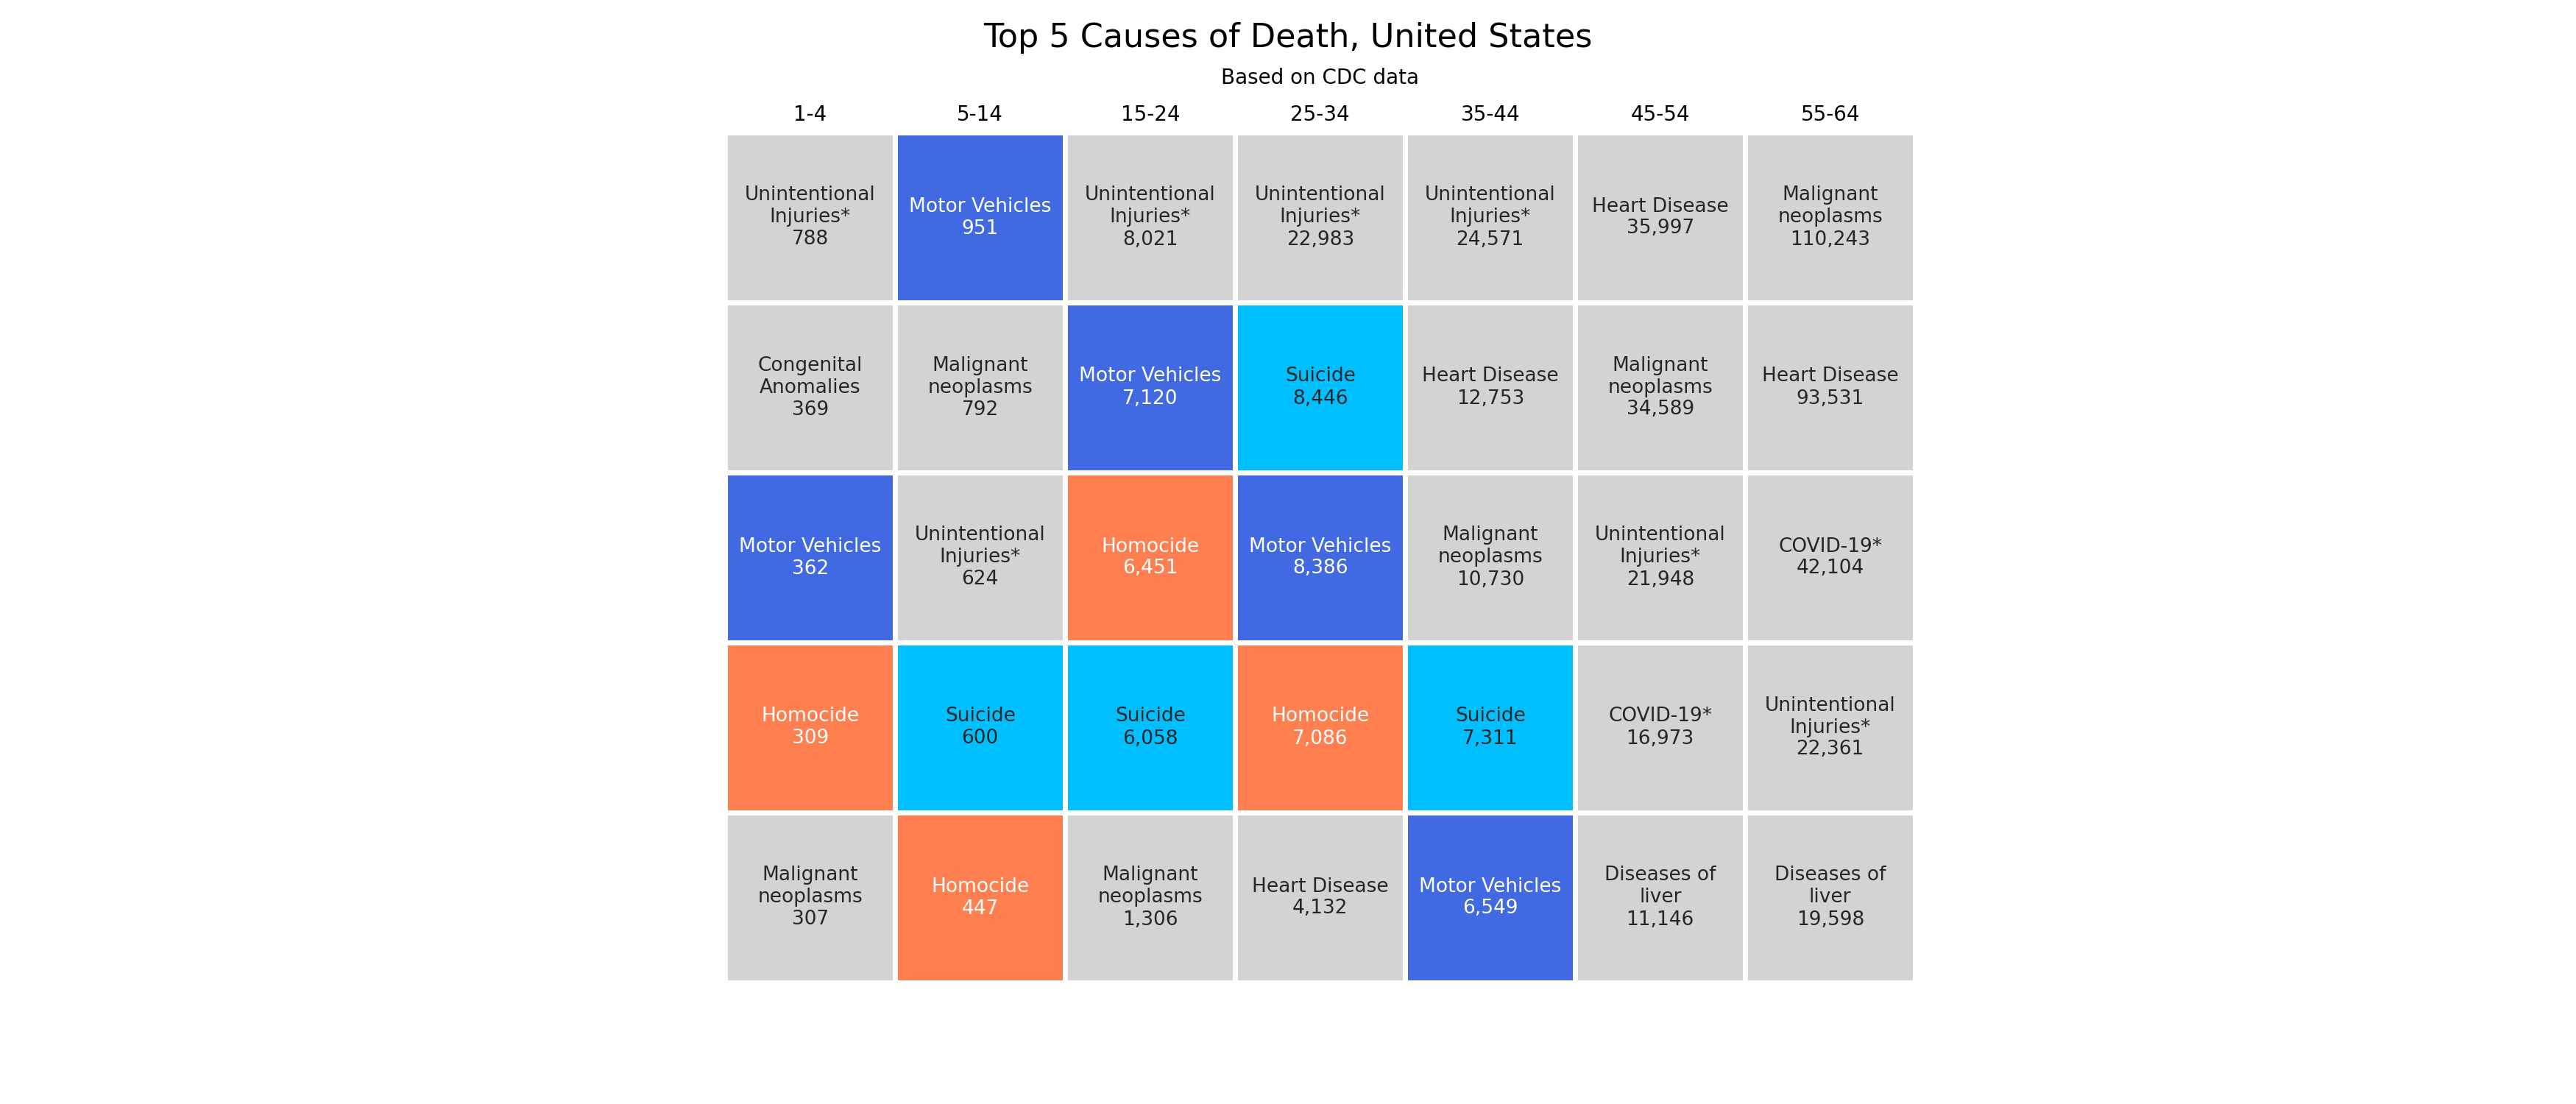 Top 5 Causes of Death, United States
Based on CDC data
1-4
5-14
15-24
25-34
35-44
45-54
55-64
Unintentional
Injuries*
788
Motor Vehicles
951
Unintentional
Injuries*
8,021
Unintentional
Injuries*
22,983
Unintentional
Injuries*
24,571
Heart Disease
35,997
Malignant
neoplasms
110,243
Congenital
Anomalies
369
Malignant
neoplasms
792
Motor Vehicles
7,120
Suicide
8,446
Heart Disease
12,753
Malignant
neoplasms
34,589
Heart Disease
93,531
Motor Vehicles
362
Unintentional
Injuries*
624
Homocide
6,451
Motor Vehicles
8,386
Malignant
neoplasms
10,730
Unintentional
Injuries*
21,948
COVID-19*
42,104
Homocide
309
Suicide
600
Suicide
6,058
Homocide
7,086
Suicide
7,311
COVID-19*
16,973
Unintentional
Injuries*
22,361
Malignant
neoplasms
307
Homocide
447
Malignant
neoplasms
1,306
Heart Disease
4,132
Motor Vehicles
6,549
Diseases of
liver
11,146
Diseases of
liver
19,598